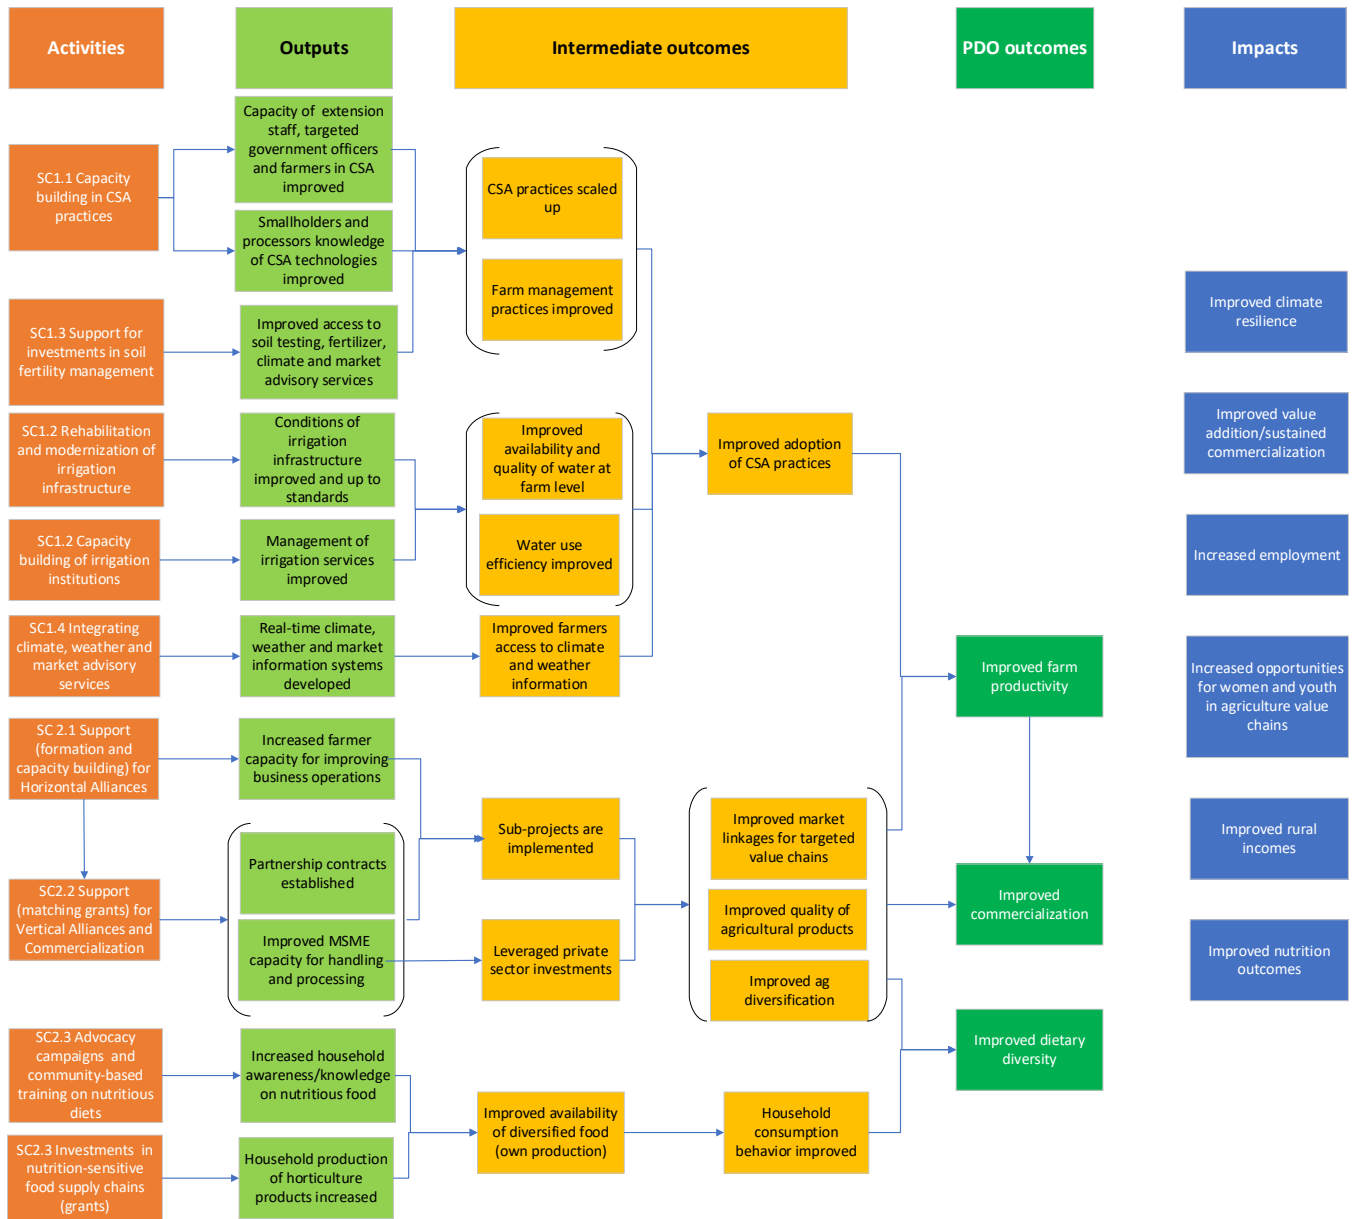 Activities
Outputs
Intermediate outcomes
PDO outcomes
Impacts
SC1.1 Capacity
building in CSA
practices
SC1.3 Support for
investments in soil
fertility management
SC1.2 Rehabilitation
and modernization of
irrigation
infrastructure
SC1.2 Capacity
building of irrigation
institutions
SC1.4 Integrating
climate, weather and
market advisory
services
SC 2.1 Support
(formation and
capacity building) for
Horizontal Alliances
SC2.2 Support
(matching grants) for
Vertical Alliances and
Commercialization
SC2.3 Advocacy
campaigns and
community-based
training on nutritious
diets
SC2.3 Investments in
nutrition-sensitive
food supply chains
(grants)
Capacity of extension
staff, targeted
government officers
and farmers in CSA
improved
Smallholders and
processors knowledge
of CSA technologies
improved
Improved access to
soil testing, fertilizer,
climate and market
advisory services
Conditions of
irrigation
infrastructure
improved and up to
standards
Management of
irrigation services
improved
Real-time climate,
weather and market
information systems
developed
Increased farmer
capacity for improving
business operations
Partnership contracts
established
Improved MSME
capacity for handling
and processing
Increased household
awareness/knowledge
on nutritious food
Household production
of horticulture
products increased
CSA practices scaled
up
Farm management
practices improved
Improved
availability and
quality of water at
farm level
Water use
efficiency improved
Improved farmers
access to climate
and weather
information
Sub-projects are
implemented
Leveraged private
sector investments
Improved availability
of diversified food
(own production)
Improved adoption
of CSA practices
Improved market
linkages for targeted
value chains
Improved quality of
agricultural products
Improved ag
diversification
Household
consumption
behavior improved
Improved farm
productivity
Improved
commercialization
Improved dietary
diversity
Improved climate
resilience
Improved value
addition/sustained
commercialization
Increased employment
Increased opportunities
for women and youth
in agriculture value
chains
Improved rural
incomes
Improved nutrition
outcomes